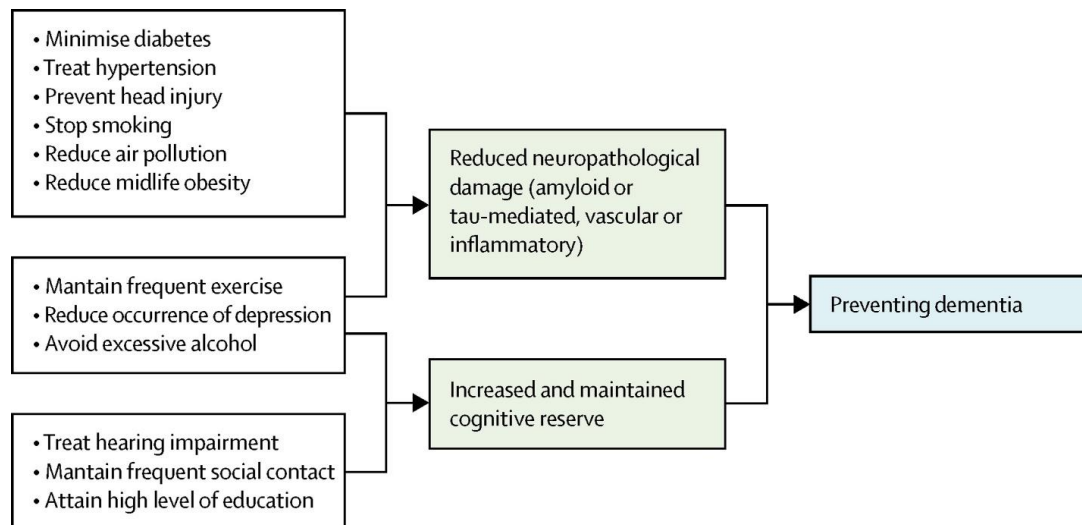 • Minimise diabetes
• Treat hypertension
• Prevent head injury
• Stop smoking
• Reduce air pollution
• Reduce midlife obesity
• Mantain frequent exercise
• Reduce occurrence of depression
• Avoid excessive alcohol
• Treat hearing impairment
• Mantain frequent social contact
• Attain high level of education
Reduced neuropathological
damage (amyloid or
tau-mediated, vascular or
inflammatory)
Increased and maintained
cognitive reserve
Preventing dementia